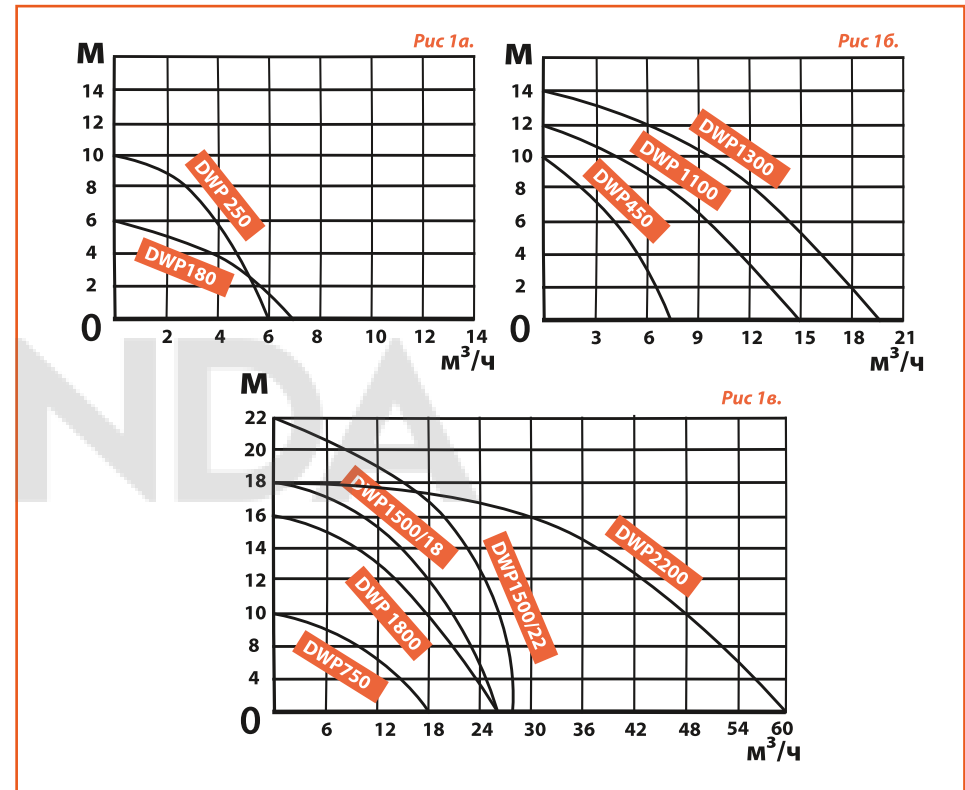 Рис 1а.
М
14
12
10
8
6
4
2
0
2 4 6 8 10 12 14
м³/ч
DWP 250
DWP180
Рис 1б.
М
14
12
10
8
6
4
2
0
3 6 9 12 15 18 21
м³/ч
DWP1300
DWP 1100
DWP450
Рис 1в.
М
22
20
18
16
14
12
10
8
4
0
6 12 18 24 30 36 42 48 54 60
м³/ч
DWP1500/18
DWP2200
DWP1500/22
DWP 1800
DWP750
NDA